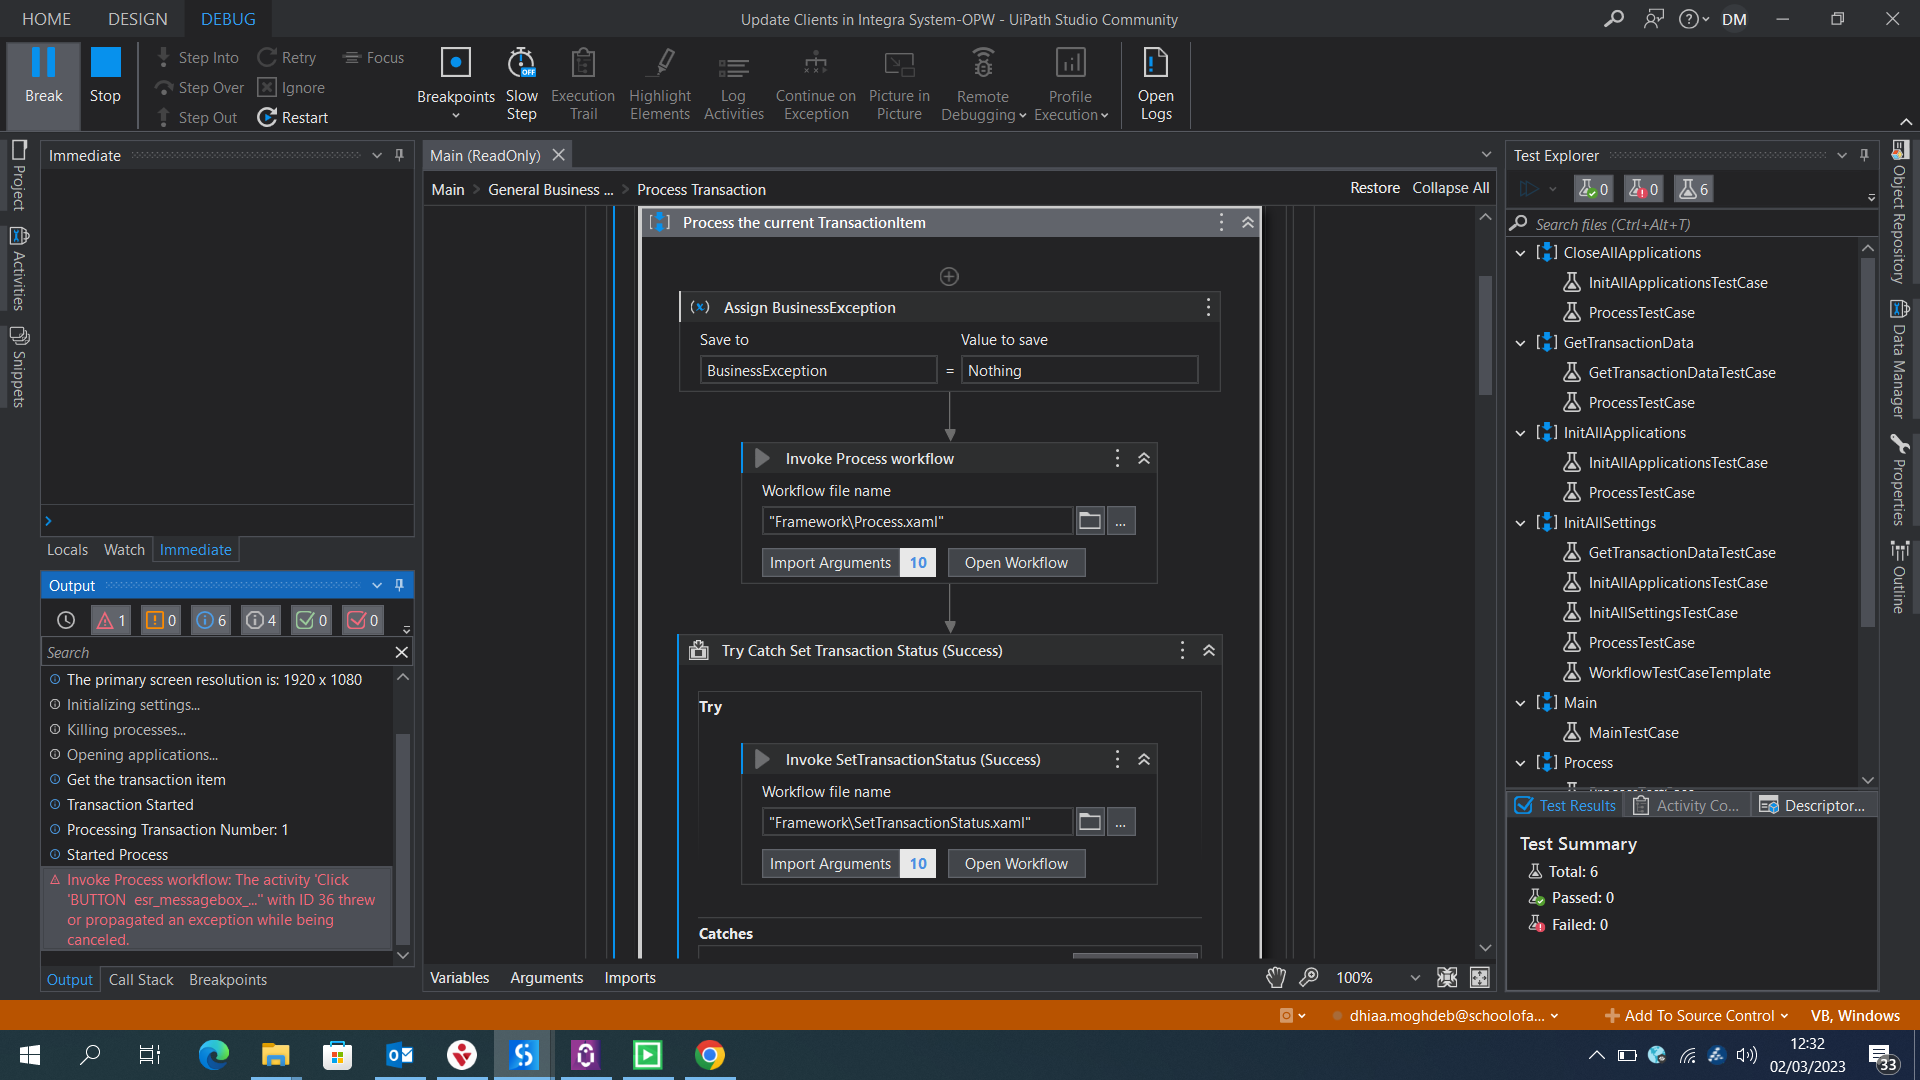 HOME DESIGN DEBUG
Update Clients in Integra System-OPW - UiPath Studio Community
DM
Break
Stop
Step Into
Step Over
Step Out
Retry
Ignore
Restart
Focus
Breakpoints
Slow
Step
OFF
Execution
Trail
Highlight
Elements
Log
Activities
Continue on
Exception
Picture in
Picture
Remote
Debugging
Profile
Execution
Open
Logs
Project
Activities
Snippets
Immediate
Locals Watch Immediate
Output
1 0 6 4 0 0
Search
The primary screen resolution is: 1920 x 1080
Initializing settings...
Killing processes...
Opening applications...
Get the transaction item
Transaction Started
Processing Transaction Number: 1
Started Process
Invoke Process workflow: The activity 'Click
'BUTTON esr_messagebox_...'' with ID 36 threw
or propagated an exception while being
canceled.
Output Call Stack Breakpoints
Main (ReadOnly)
Main > General Business ... > Process Transaction
Restore Collapse All
Process the current TransactionItem
Assign BusinessException
Save to Value to save
BusinessException = Nothing
Invoke Process workflow
Workflow file name
"Framework\Process.xaml"
...
Import Arguments 10 Open Workflow
Try Catch Set Transaction Status (Success)
Try
Invoke SetTransactionStatus (Success)
Workflow file name
"Framework\SetTransactionStatus.xaml"
...
Import Arguments 10 Open Workflow
Catches
Variables Arguments Imports
100%
Test Explorer
0 0 6
Search files (Ctrl+Alt+T)
CloseAllApplications
InitAllApplicationsTestCase
ProcessTestCase
GetTransactionData
GetTransactionDataTestCase
ProcessTestCase
InitAllApplications
InitAllApplicationsTestCase
ProcessTestCase
InitAllSettings
GetTransactionDataTestCase
InitAllApplicationsTestCase
InitAllSettingsTestCase
ProcessTestCase
WorkflowTestCaseTemplate
Main
MainTestCase
Process
Test Results Activity Co... Descriptor...
Test Summary
Total: 6
Passed: 0
Failed: 0
Object Repository
Data Manager
Properties
Outline
dhiaa.moghdeb@schoolofa...
Add To Source Control
VB, Windows
12:32
02/03/2023
33